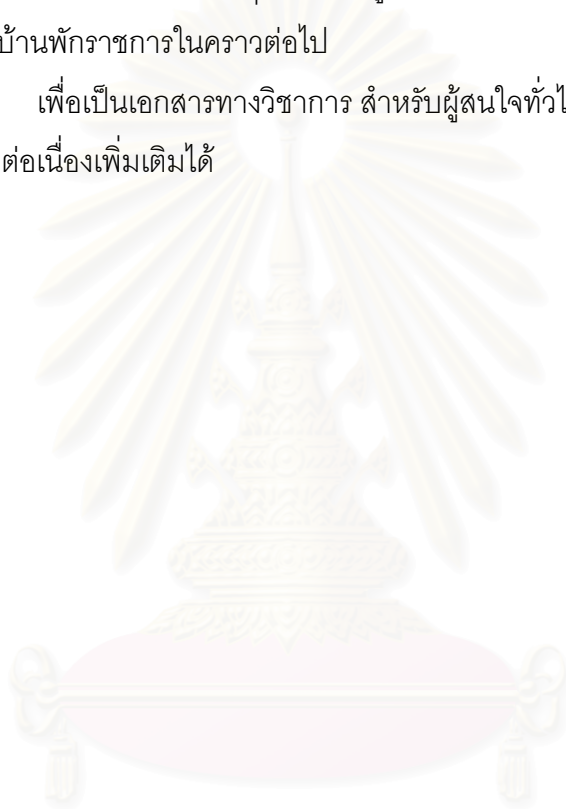 บ้านพักราชการในคราวต่อไป
เพื่อเป็นเอกสารทางวิชาการ สำหรับผู้สนใจทั่วไ
ต่อเนื่องเพิ่มเติมได้